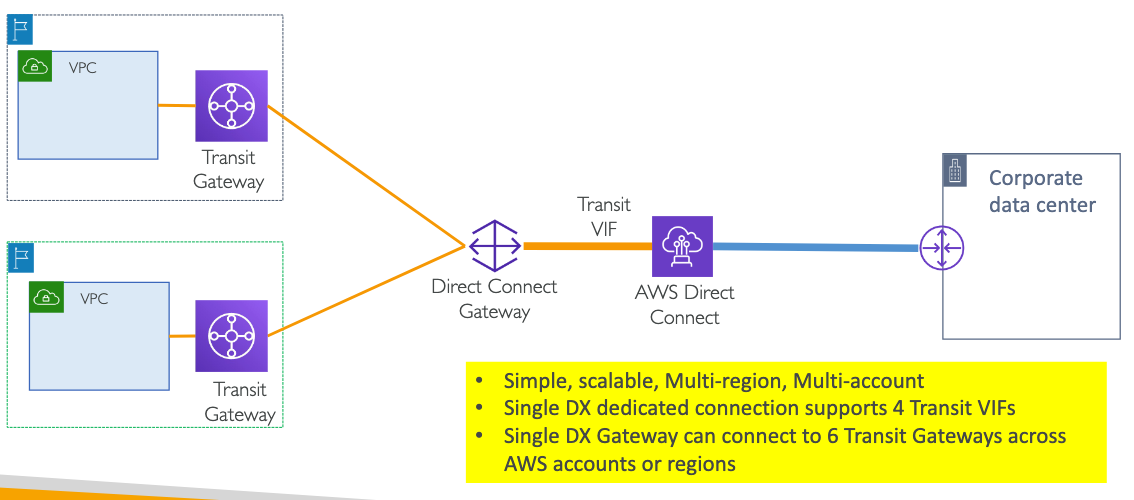 VPC
Transit
Gateway
VPC
Transit
Gateway
Direct Connect
Gateway
Transit
VIF
AWS Direct
Connect
Corporate
data center
• Simple, scalable, Multi-region, Multi-account
• Single DX dedicated connection supports 4 Transit VIFs
• Single DX Gateway can connect to 6 Transit Gateways across
AWS accounts or regions